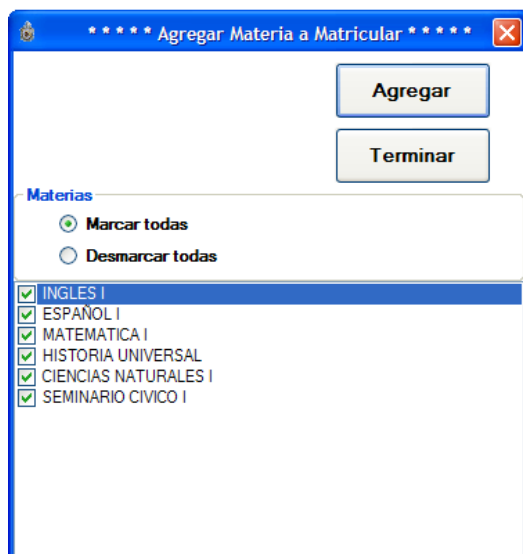 * * * * * Agregar Materia a Matricular * * * * *
Agregar
Terminar
Materias
Marcar todas
Desmarcar todas
INGLES I
ESPAÑOL I
MATEMATICA I
HISTORIA UNIVERSAL
CIENCIAS NATURALES I
SEMINARIO CIVICO I